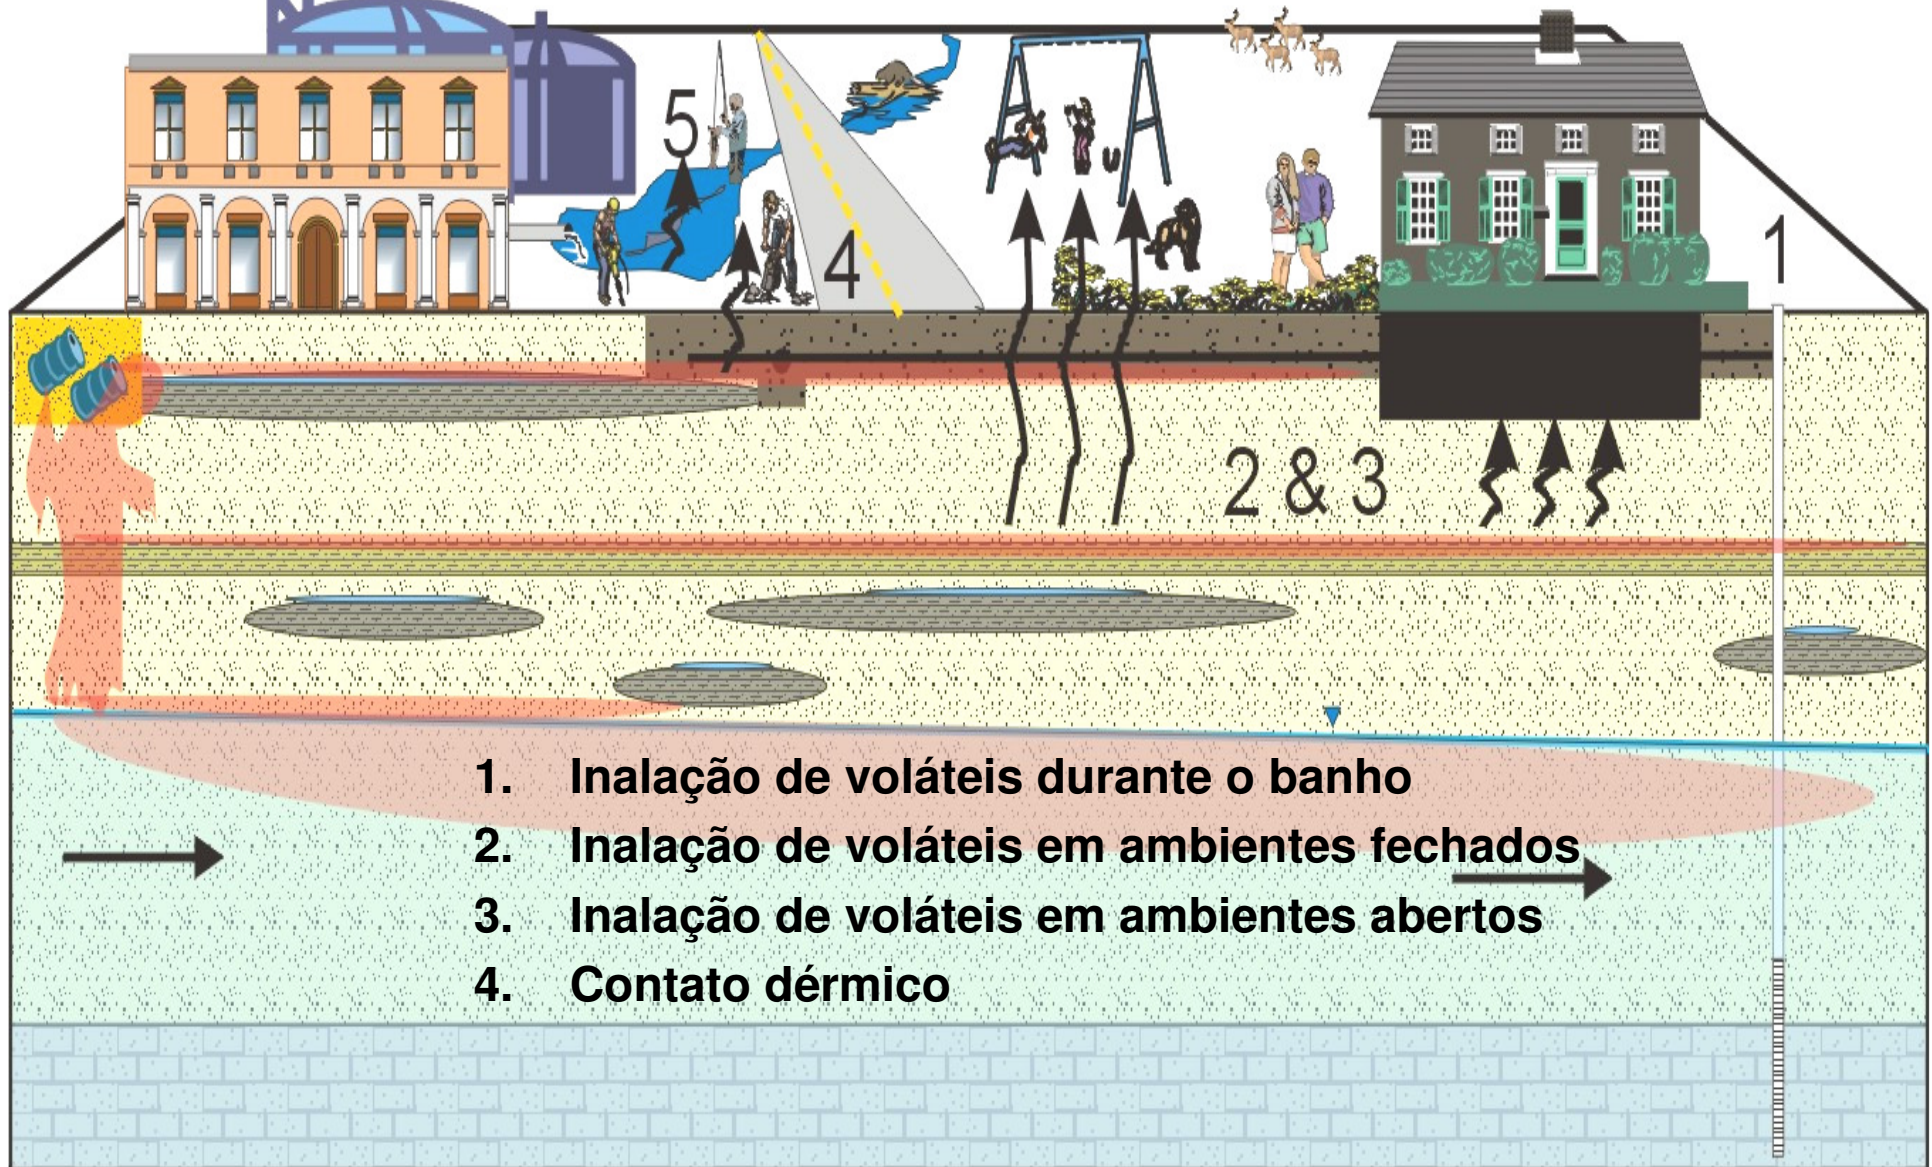 5
4
1
2 & 3
1. Inalação de voláteis durante o banho
2. Inalação de voláteis em ambientes fechados
3. Inalação de voláteis em ambientes abertos
4. Contato dérmico